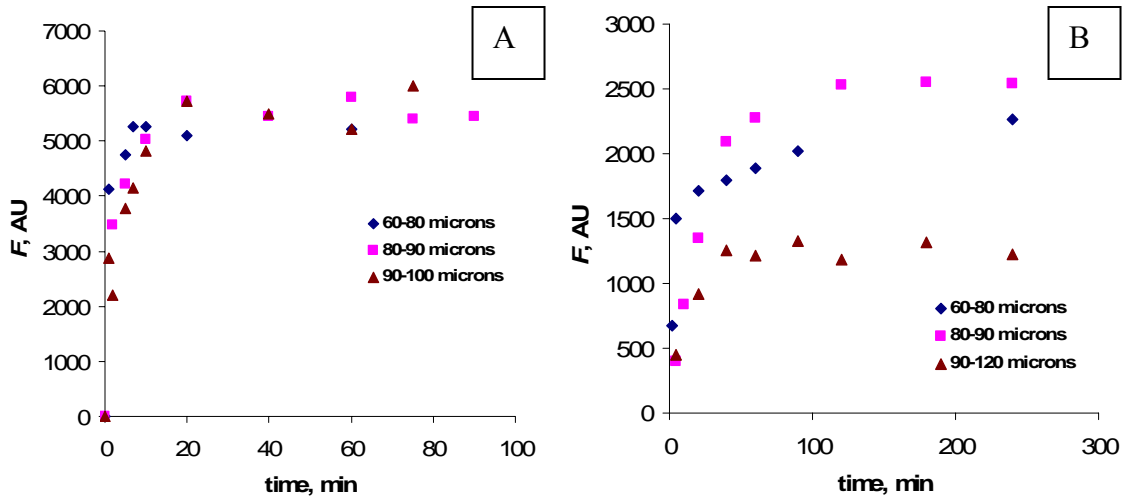 A
7000
6000
5000
4000
3000
2000
1000
0
F, AU
60-80 microns
80-90 microns
90-100 microns
0 20 40 60 80 100
time, min
B
3000
2500
2000
1500
1000
500
0
F, AU
60-80 microns
80-90 microns
90-120 microns
0 100 200 300
time, min